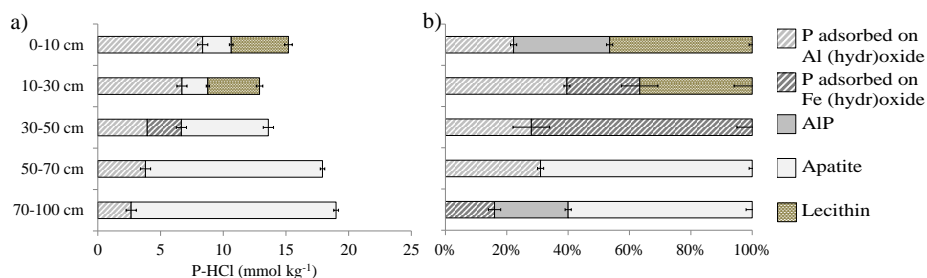 a)
b)
0-10 cm
10-30 cm
30-50 cm
50-70 cm
70-100 cm
0 5 10 15 20 25
P-HCl (mmol kg⁻¹)
0% 20% 40% 60% 80% 100%
P adsorbed on
Al (hydr)oxide
P adsorbed on
Fe (hydr)oxide
AlP
Apatite
Lecithin